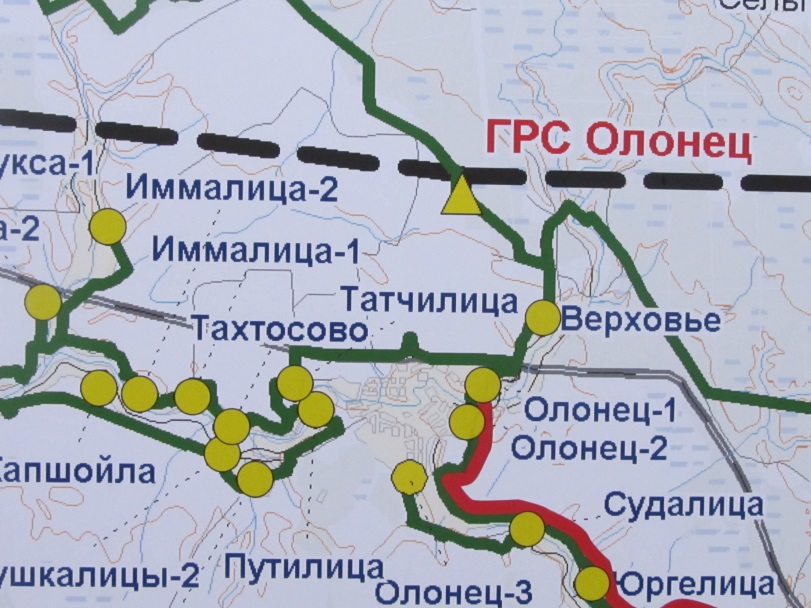 ГРС Олонец
укса-1
Иммалица-2
а-2
Иммалица-1
Татчилица
Верховье
Тахтосово
Олонец-1
Олонец-2
Капшойла
Судалица
ушкалицы-2
Путилица
Олонец-3
Юргелица